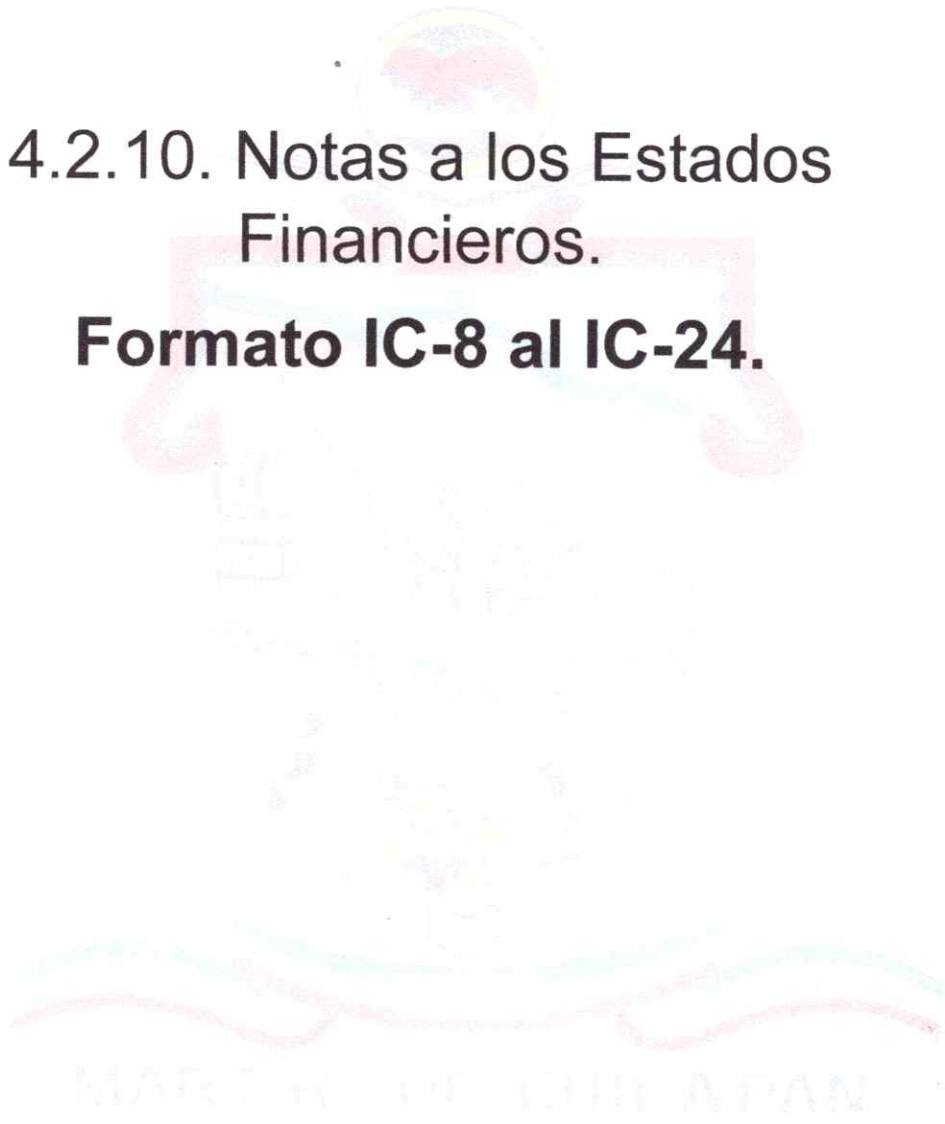 4.2.10. Notas a los Estados
Financieros.
Formato IC-8 al IC-24.